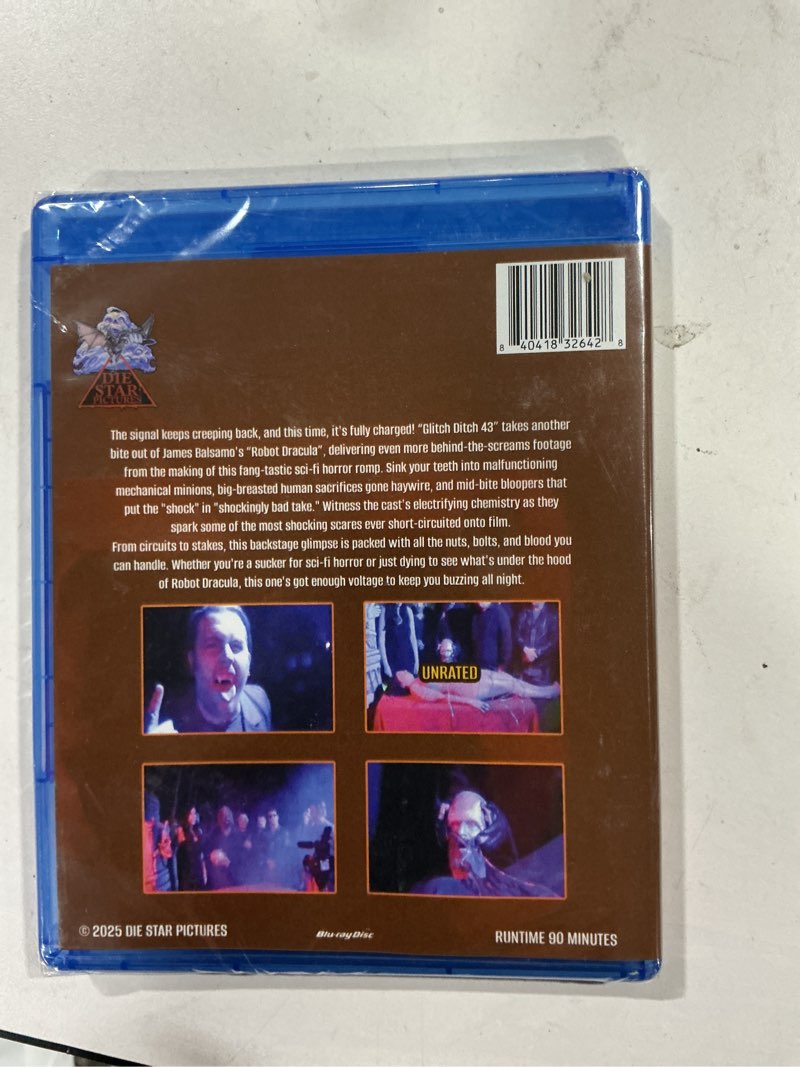 8 40418 32642 8
DIE
STAR
PICTURES
The signal keeps creeping back, and this time, it's fully charged! "Glitch Ditch 43" takes another
bite out of James Balsamo's "Robot Dracula", delivering even more behind-the-screams footage
from the making of this fang-tastic sci-fi horror romp. Sink your teeth into malfunctioning
mechanical minions, big-breasted human sacrifices gone haywire, and mid-bite bloopers that
put the "shock" in "shockingly bad take." Witness the cast's electrifying chemistry as they
spark some of the most shocking scares ever short-circuited onto film.
From circuits to stakes, this backstage glimpse is packed with all the nuts, bolts, and blood you
can handle. Whether you're a sucker for sci-fi horror or just dying to see what's under the hood
of Robot Dracula, this one's got enough voltage to keep you buzzing all night.
UNRATED
© 2025 DIE STAR PICTURES
Blu-ray Disc
RUNTIME 90 MINUTES